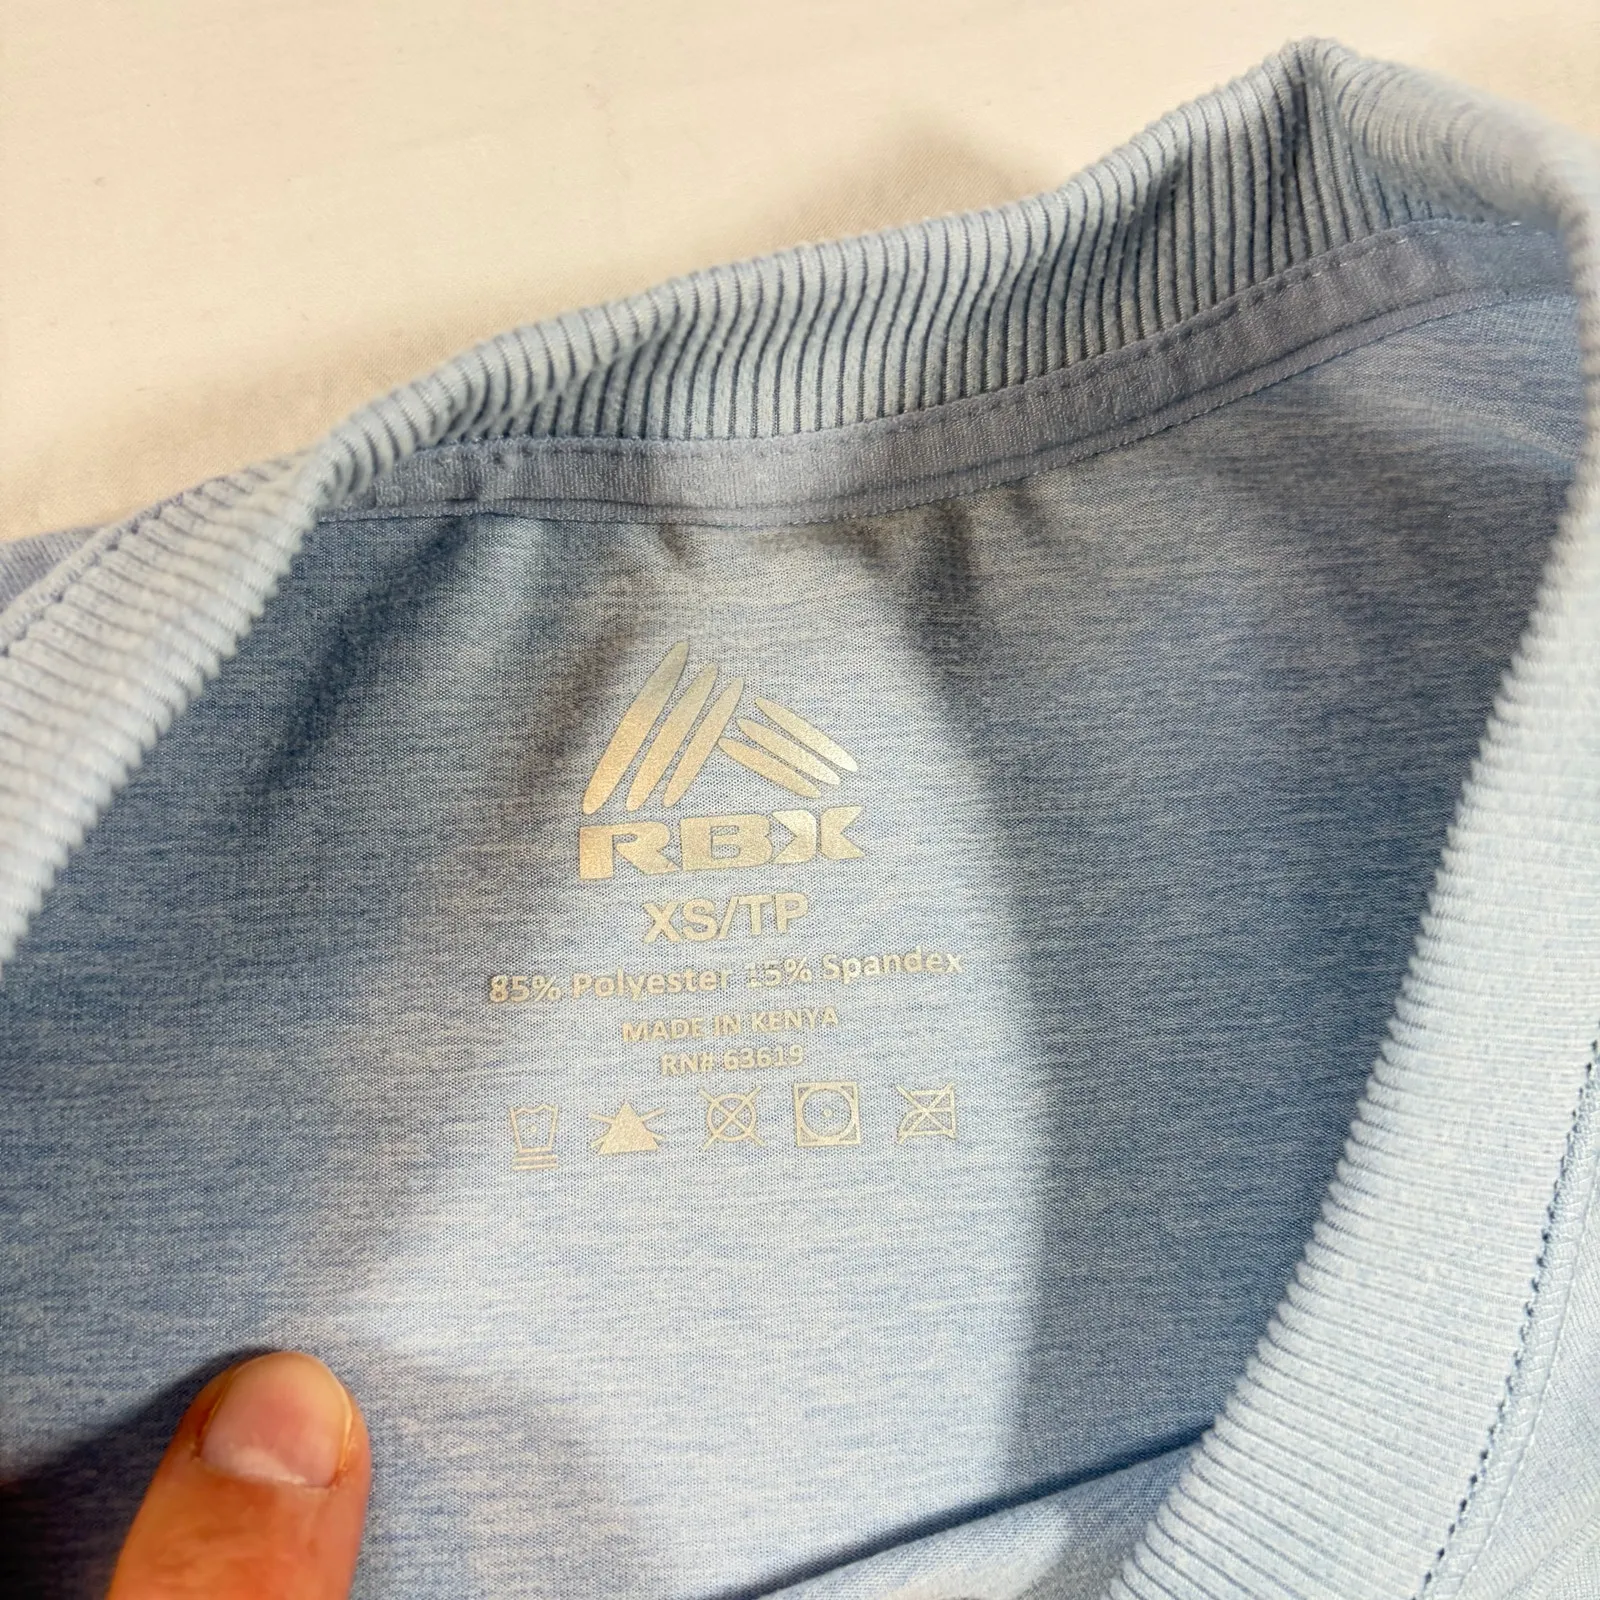 RBX
XS/TP
85% Polyester 15% Spandex
MADE IN KENYA
RN# 63619